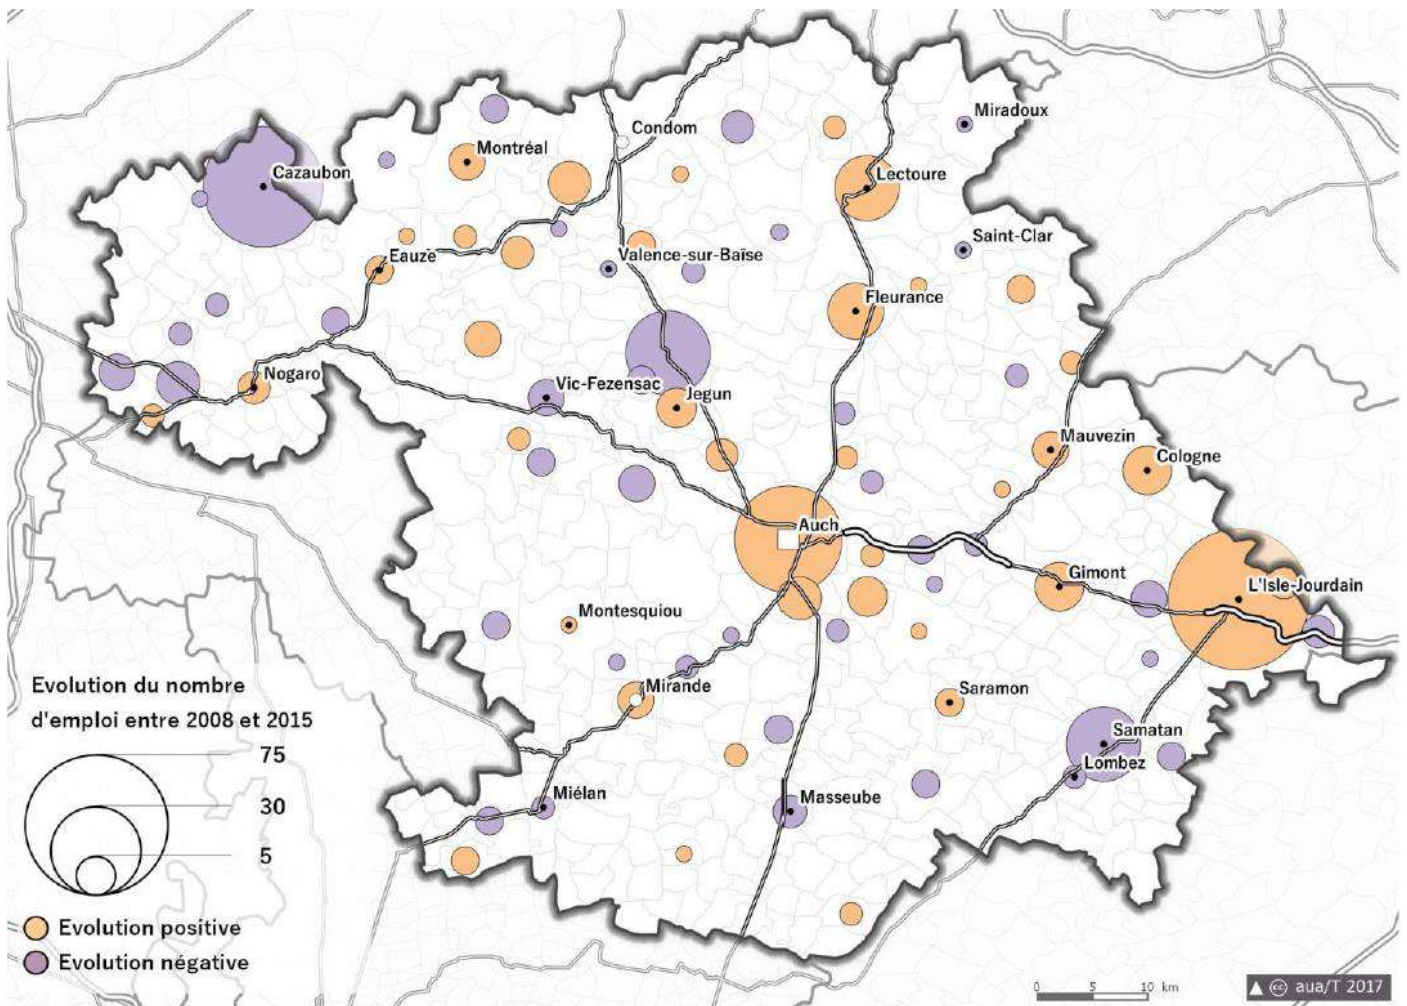 Miradoux
Condom
Montréal
Cazaubon
Lectoure
Saint-Clar
Eauze
Valence-sur-Baïse
Fleurance
Nogaro
Vic-Fezensac
Jegun
Mauvezin
Cologne
Auch
Gimont
L'Isle-Jourdain
Montesquiou
Mirande
Saramon
Samatan
Lombez
Miélan
Masseube
Evolution du nombre
d'emploi entre 2008 et 2015
75
30
5
Evolution positive
Evolution négative
0 5 10 km
cc aua/T 2017